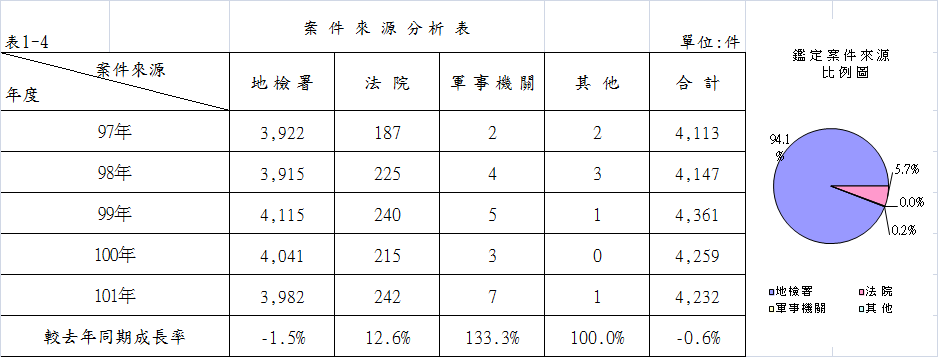 案件來源分析表
表1-4 單位:件
案件來源
年度
地檢署 法院 軍事機關 其他 合計
97年 3,922 187 2 2 4,113
98年 3,915 225 4 3 4,147
99年 4,115 240 5 1 4,361
100年 4,041 215 3 0 4,259
101年 3,982 242 7 1 4,232
較去年同期成長率 -1.5% 12.6% 133.3% 100.0% -0.6%
鑑定案件來源
比例圖
94.1
%
5.7%
0.0%
0.2%
地檢署 法院
軍事機關 其他